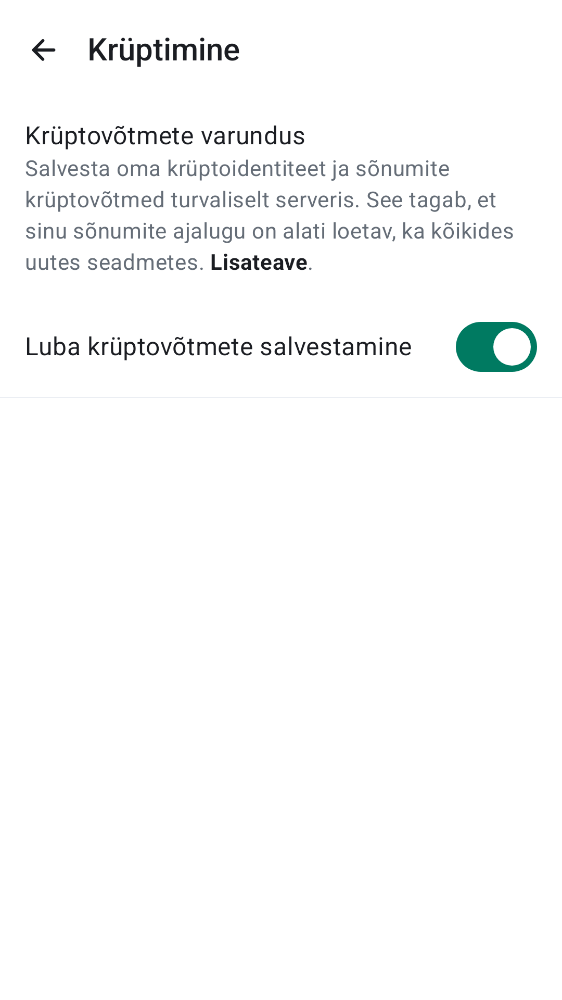 Krüptimine
Krüptovõtmete varundus
Salvesta oma krüptoidentiteet ja sõnumite
krüptovõtmed turvaliselt serveris. See tagab, et
sinu sõnumite ajalugu on alati loetav, ka kõikides
uutes seadmetes. Lisateave.
Luba krüptovõtmete salvestamine